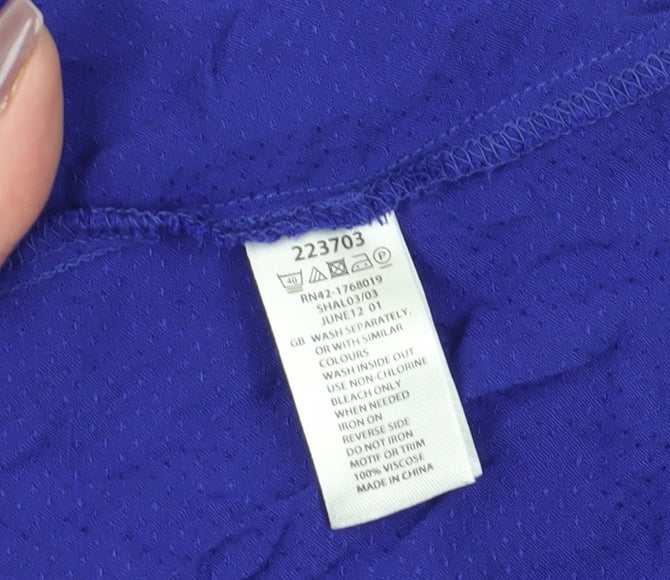 223703
40 P
RN42-1768019
SHAL03/03
JUNE12 01
GB WASH SEPARATELY,
OR WITH SIMILAR
COLOURS
WASH INSIDE OUT
USE NON-CHLORINE
BLEACH ONLY
WHEN NEEDED
IRON ON
REVERSE SIDE
DO NOT IRON
MOTIF OR TRIM
100% VISCOSE
MADE IN CHINA